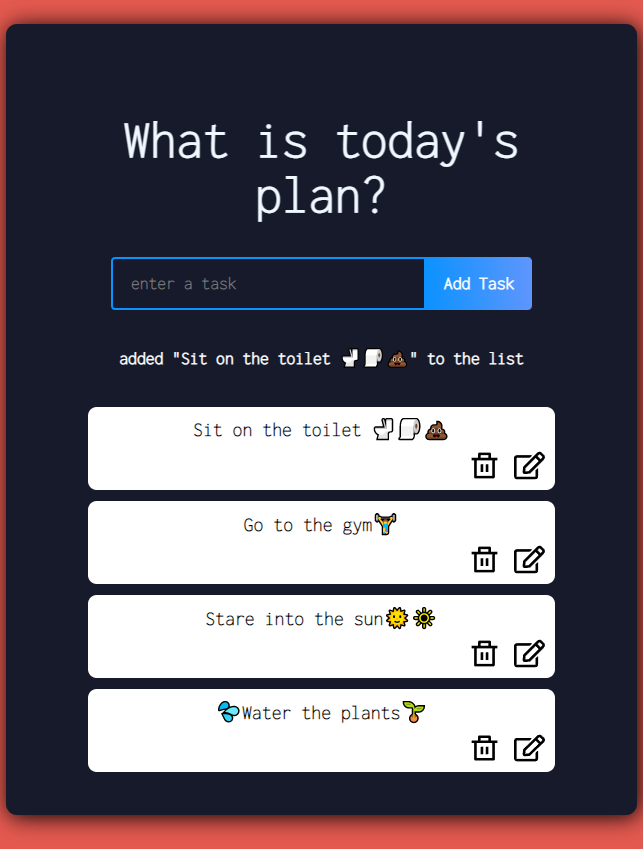 What is today's
plan?
enter a task
Add Task
added "Sit on the toilet 🚽🧻💩" to the list
Sit on the toilet 🚽🧻💩
Go to the gym🏋️
Stare into the sun🌞☀️
💦Water the plants🌱